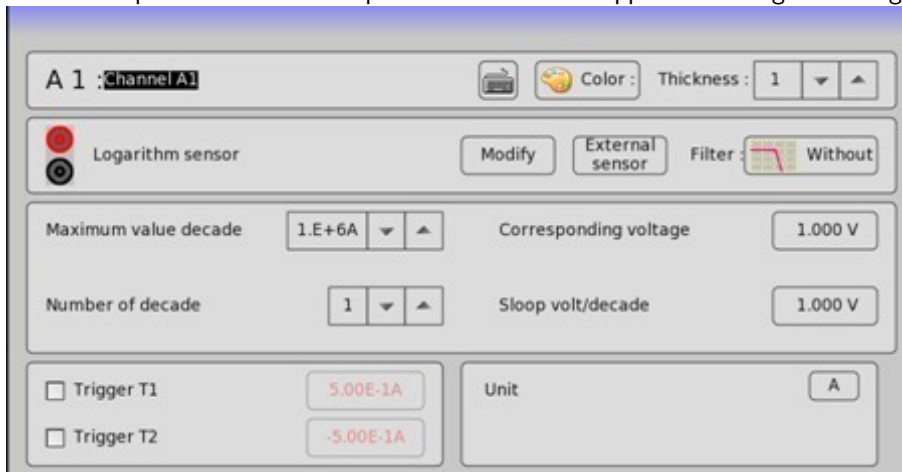 A 1 :Channel A1
Color :
Thickness :
1
Logarithm sensor
Modify
External
sensor
Filter :
Without
Maximum value decade
1.E+6A
Corresponding voltage
1.000 V
Number of decade
1
Sloop volt/decade
1.000 V
Trigger T1
5.00E-1A
Unit
A
Trigger T2
-5.00E-1A